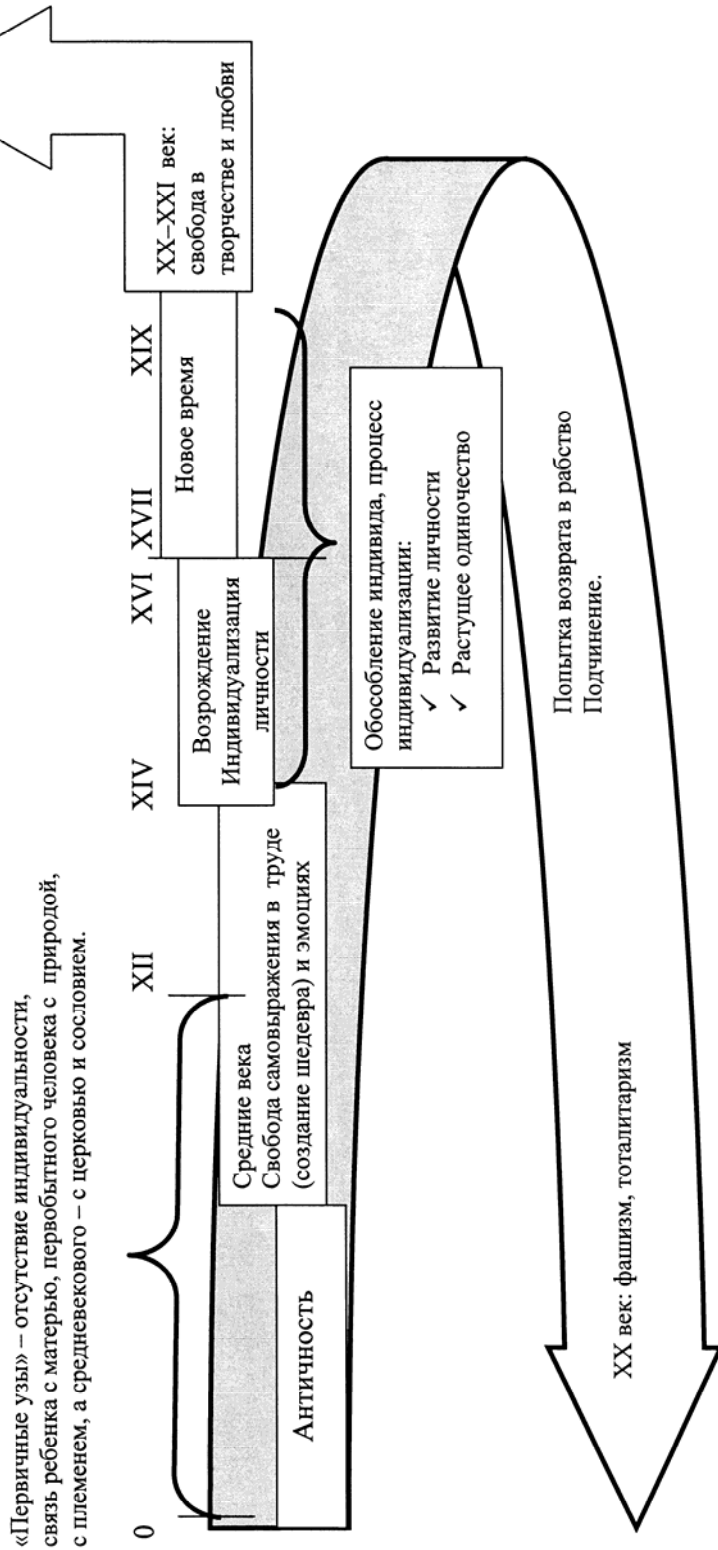 «Первичные узы» – отсутствие индивидуальности,
связь ребенка с матерью, первобытного человека с природой,
с племенем, а средневекового – с церковью и сословием.
0
XII
XIV
XVI
XVII
XIX
Античность
Средние века
Свобода самовыражения в труде
(создание шедевра) и эмоциях
Возрождение
Индивидуализация
личности
Новое время
XX–XXI век:
свобода в
творчестве и любви
Обособление индивида, процесс
индивидуализации:
✓ Развитие личности
✓ Растущее одиночество
Попытка возврата в рабство
Подчинение.
XX век: фашизм, тоталитаризм